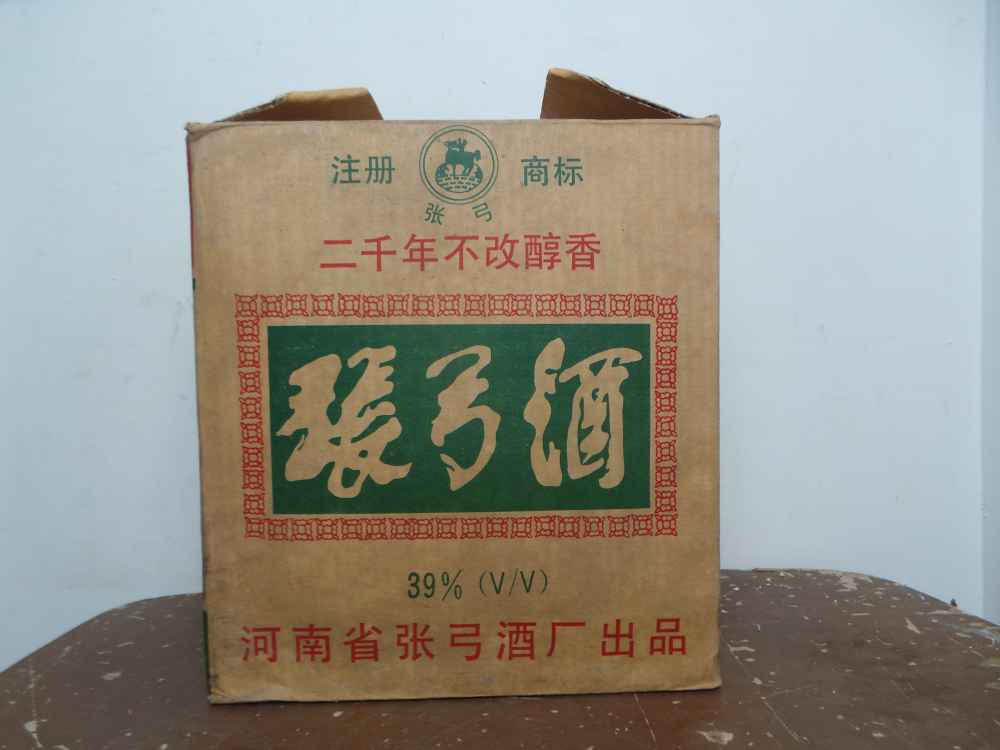 注册 商标
张弓
二千年不改醇香
張弓酒
39%(V/V)
河南省张弓酒厂出品